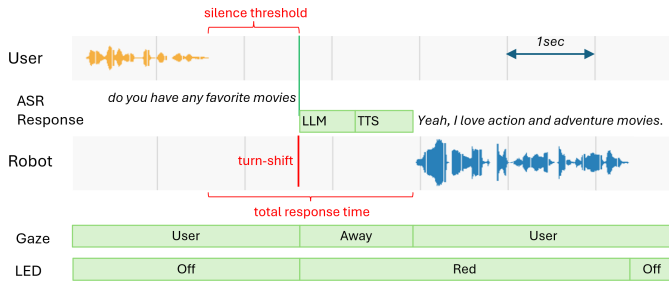 silence threshold
User
1sec
ASR
Response
do you have any favorite movies
LLM
TTS
Yeah, I love action and adventure movies.
Robot
turn-shift
total response time
Gaze
User
Away
User
LED
Off
Red
Off